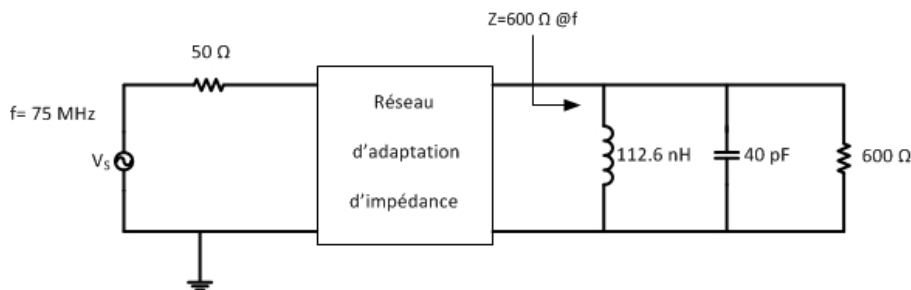 Z=600 Ω @f
50 Ω
f= 75 MHz
Réseau
d'adaptation
d'impédance
Vs
112.6 nH
40 pF
600 Ω